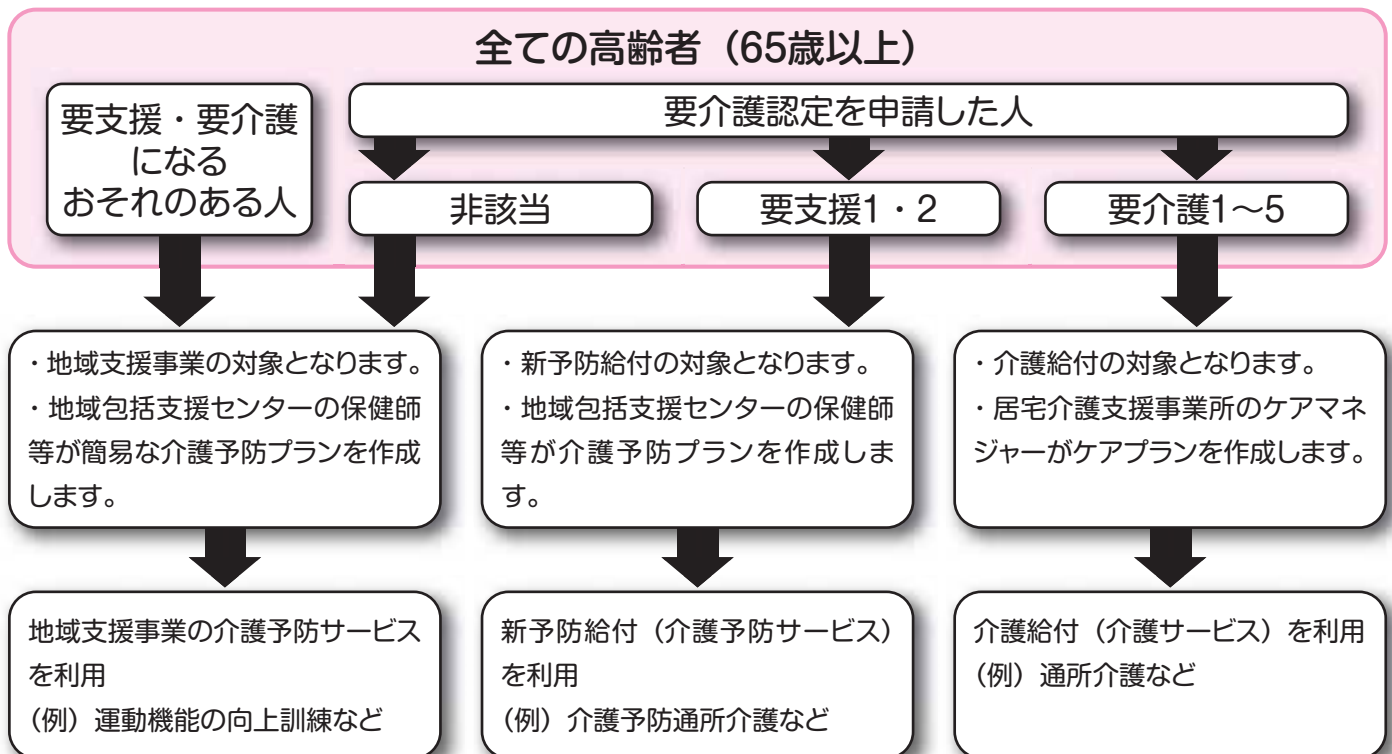 全ての高齢者（65歳以上）
要支援・要介護
になる
おそれのある人
要介護認定を申請した人
非該当
要支援1・2
要介護1～5
・地域支援事業の対象となります。
・地域包括支援センターの保健師
等が簡易な介護予防プランを作成
します。
・新予防給付の対象となります。
・地域包括支援センターの保健師
等が介護予防プランを作成しま
す。
・介護給付の対象となります。
・居宅介護支援事業所のケアマネ
ジャーがケアプランを作成します。
地域支援事業の介護予防サービス
を利用
（例）運動機能の向上訓練など
新予防給付（介護予防サービス）
を利用
（例）介護予防通所介護など
介護給付（介護サービス）を利用
（例）通所介護など